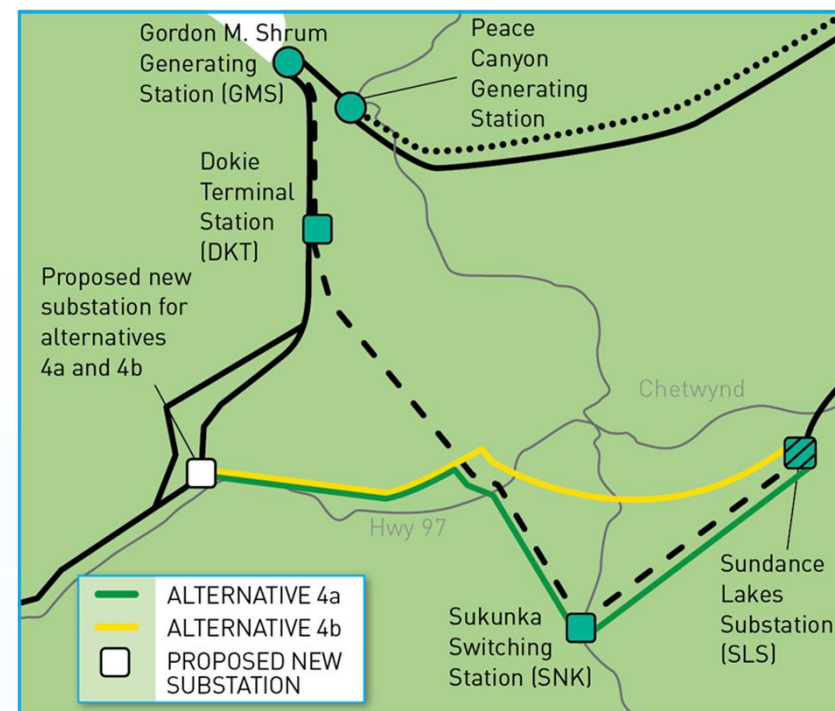 Gordon M. Shrum
Generating
Station (GMS)
Peace
Canyon
Generating
Station
Dokie
Terminal
Station
(DKT)
Proposed new
substation for
alternatives
4a and 4b
Chetwynd
Hwy 97
Sundance
Lakes
Substation
(SLS)
Sukunka
Switching
Station (SNK)
ALTERNATIVE 4a
ALTERNATIVE 4b
PROPOSED NEW
SUBSTATION